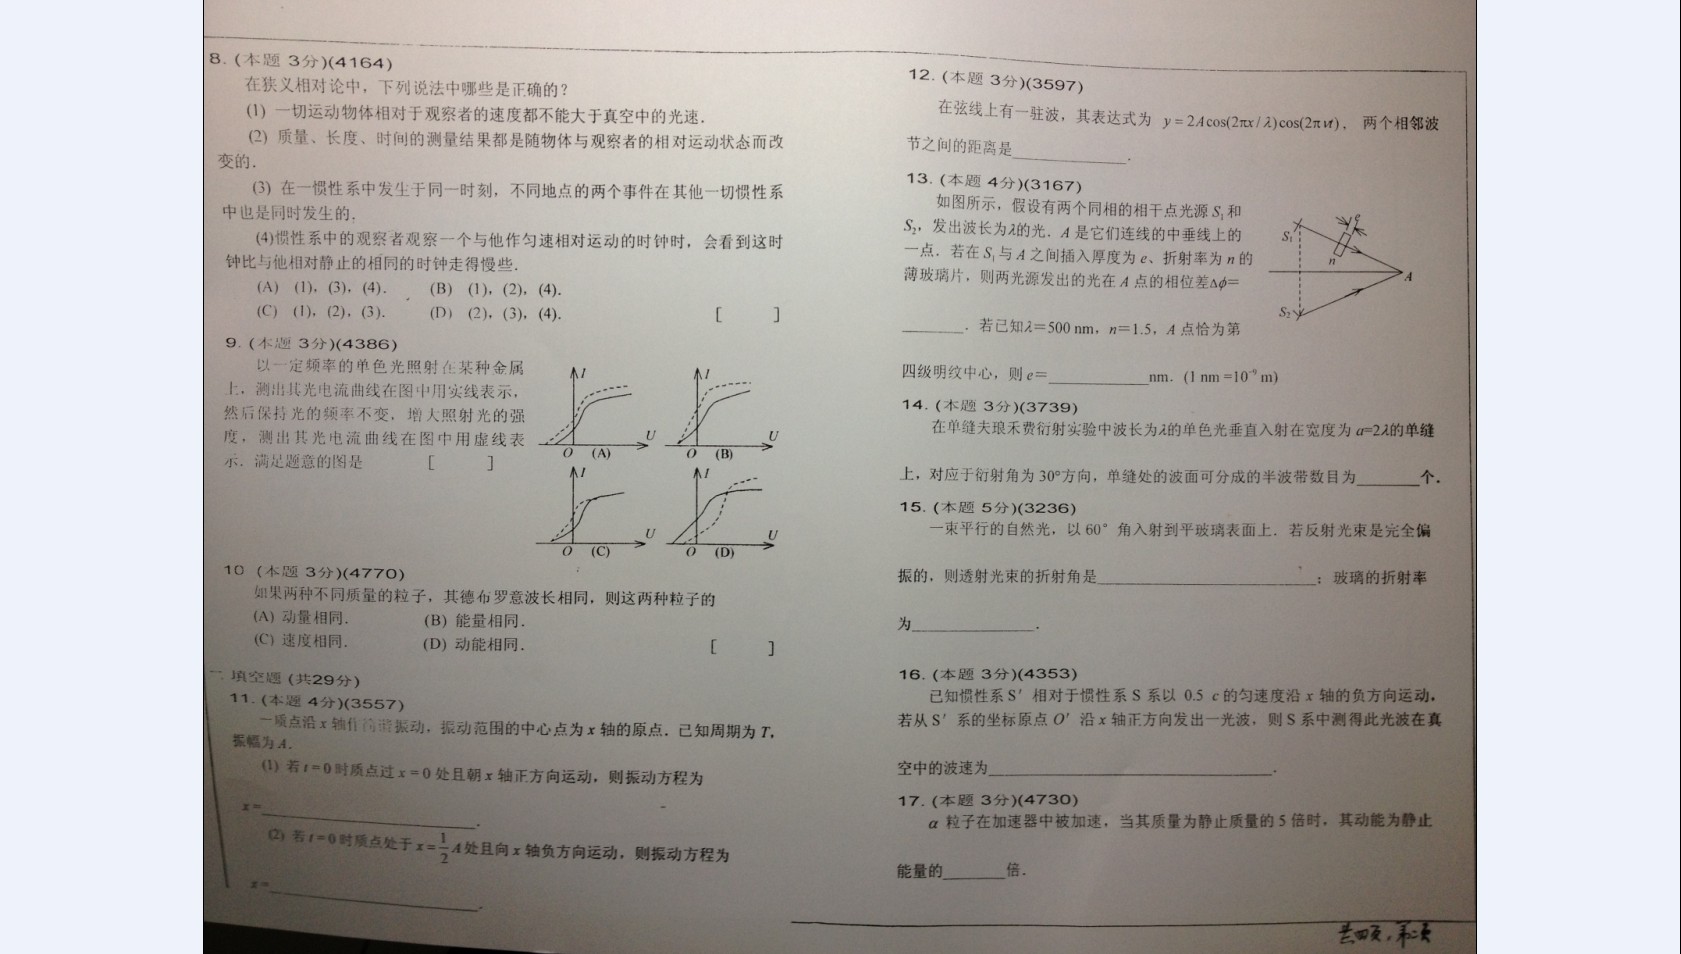 8. (本题 3分)(4164)
在狭义相对论中，下列说法中哪些是正确的？
(1) 一切运动物体相对于观察者的速度都不能大于真空中的光速．
(2) 质量、长度、时间的测量结果都是随物体与观察者的相对运动状态而改
变的．
(3) 在一惯性系中发生于同一时刻，不同地点的两个事件在其他一切惯性系
中也是同时发生的．
(4)惯性系中的观察者观察一个与他作匀速相对运动的时钟时，会看到这时
钟比与他相对静止的相同的时钟走得慢些．
(A) (1)，(3)，(4)． (B) (1)，(2)，(4)．
(C) (1)，(2)，(3)． (D) (2)，(3)，(4)． [ ]
9. (本题 3分)(4386)
以一定频率的单色光照射在某种金属
上，测出其光电流曲线在图中用实线表示，
然后保持光的频率不变，增大照射光的强
度，测出其光电流曲线在图中用虚线表
示．满足题意的图是 [ ]
I I
U U
O (A) O (B)
I I
U U
O (C) O (D)
10 (本题 3分)(4770)
如果两种不同质量的粒子，其德布罗意波长相同，则这两种粒子的
(A) 动量相同． (B) 能量相同．
(C) 速度相同． (D) 动能相同． [ ]
二 填空题 (共29分)
11. (本题 4分)(3557)
一质点沿 x 轴作简谐振动，振动范围的中心点为 x 轴的原点．已知周期为 T，
振幅为 A．
(1) 若 t = 0 时质点过 x = 0 处且朝 x 轴正方向运动，则振动方程为
x =____________________．
(2) 若 t = 0 时质点处于 x = 1/2 A 处且向 x 轴负方向运动，则振动方程为
x =____________________．
12. (本题 3分)(3597)
在弦线上有一驻波，其表达式为 y = 2A cos(2πx / λ) cos(2πνt)， 两个相邻波
节之间的距离是______________．
13. (本题 4分)(3167)
如图所示，假设有两个同相的相干点光源 S₁ 和
S₂，发出波长为λ的光．A 是它们连线的中垂线上的
一点．若在 S₁ 与 A 之间插入厚度为 e、折射率为 n 的
薄玻璃片，则两光源发出的光在 A 点的相位差Δφ＝
________．若已知λ＝500 nm，n＝1.5，A 点恰为第
四级明纹中心，则 e＝____________nm．(1 nm =10⁻⁹ m)
S₁
e
n
A
S₂
14. (本题 3分)(3739)
在单缝夫琅禾费衍射实验中波长为λ的单色光垂直入射在宽度为 a=2λ的单缝
上，对应于衍射角为 30°方向，单缝处的波面可分成的半波带数目为________个．
15. (本题 5分)(3236)
一束平行的自然光，以 60° 角入射到平玻璃表面上．若反射光束是完全偏
振的，则透射光束的折射角是____________________；玻璃的折射率
为______________．
16. (本题 3分)(4353)
已知惯性系 S′ 相对于惯性系 S 系以 0.5 c 的匀速度沿 x 轴的负方向运动，
若从 S′ 系的坐标原点 O′ 沿 x 轴正方向发出一光波，则 S 系中测得此光波在真
空中的波速为____________________．
17. (本题 3分)(4730)
α 粒子在加速器中被加速，当其质量为静止质量的 5 倍时，其动能为静止
能量的________倍．
共四页，第二页